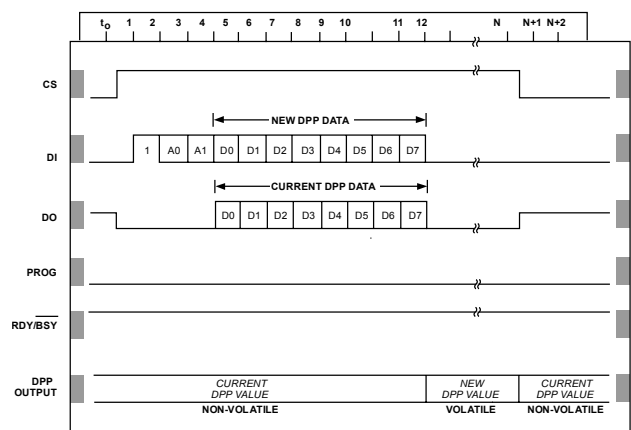 to 1 2 3 4 5 6 7 8 9 10 11 12 N N+1 N+2
CS
NEW DPP DATA
DI 1 A0 A1 D0 D1 D2 D3 D4 D5 D6 D7
CURRENT DPP DATA
DO D0 D1 D2 D3 D4 D5 D6 D7
PROG
RDY/BSY
DPP OUTPUT
CURRENT DPP VALUE
NON-VOLATILE
NEW DPP VALUE
VOLATILE
CURRENT DPP VALUE
NON-VOLATILE